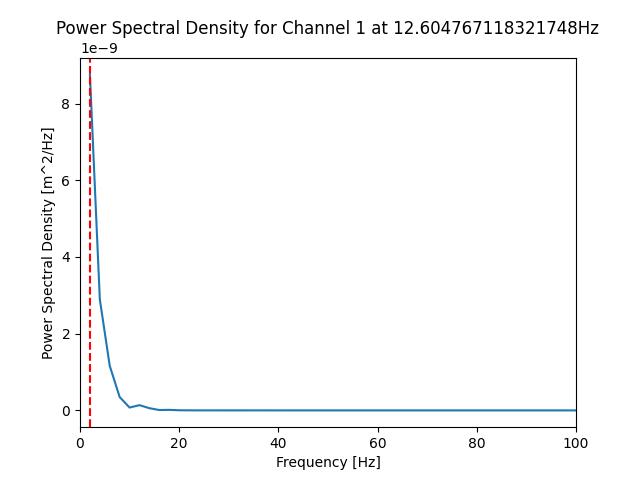 Power Spectral Density for Channel 1 at 12.604767118321748Hz
1e−9
8
6
4
2
0
Power Spectral Density [m^2/Hz]
0 20 40 60 80 100
Frequency [Hz]